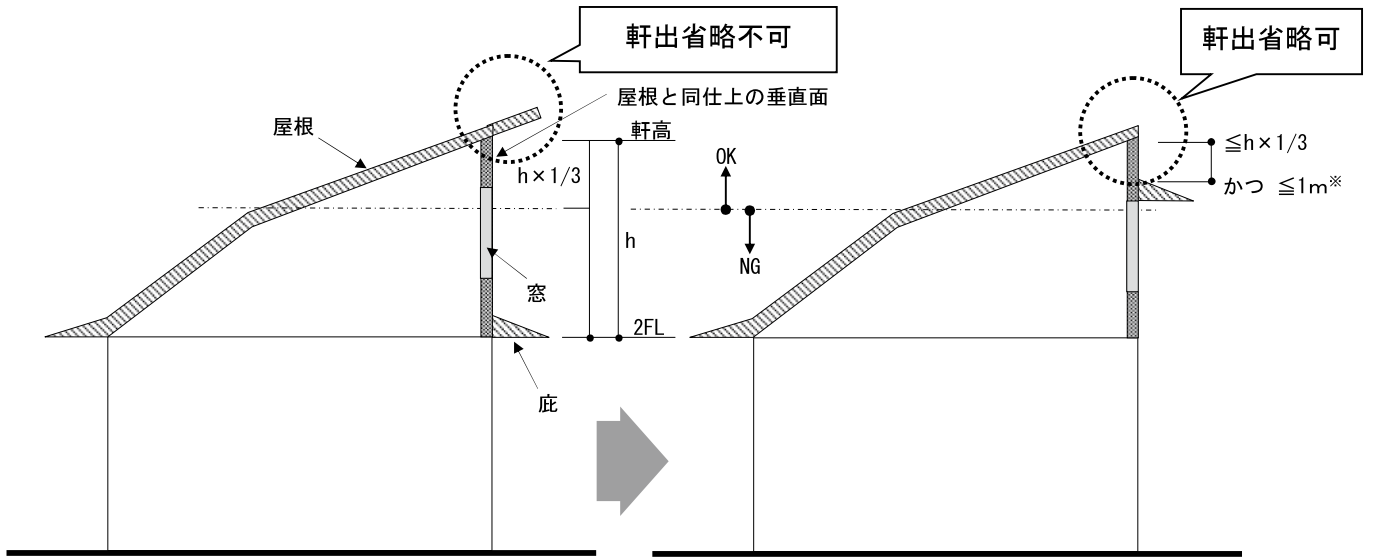 軒出省略不可
屋根と同仕上の垂直面
屋根
軒高
h×1/3
h
窓
2FL
庇
OK
NG
軒出省略可
≦h×1/3
かつ ≦1m※